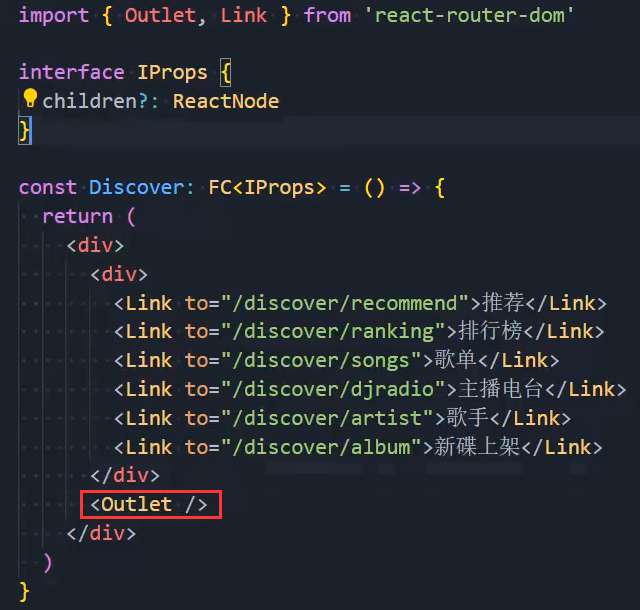 import { Outlet, Link } from 'react-router-dom'
interface IProps {
children?: ReactNode
}
const Discover: FC<IProps> = () => {
return (
<div>
<div>
<Link to="/discover/recommend">推荐</Link>
<Link to="/discover/ranking">排行榜</Link>
<Link to="/discover/songs">歌单</Link>
<Link to="/discover/djradio">主播电台</Link>
<Link to="/discover/artist">歌手</Link>
<Link to="/discover/album">新碟上架</Link>
</div>
<Outlet />
</div>
)
}